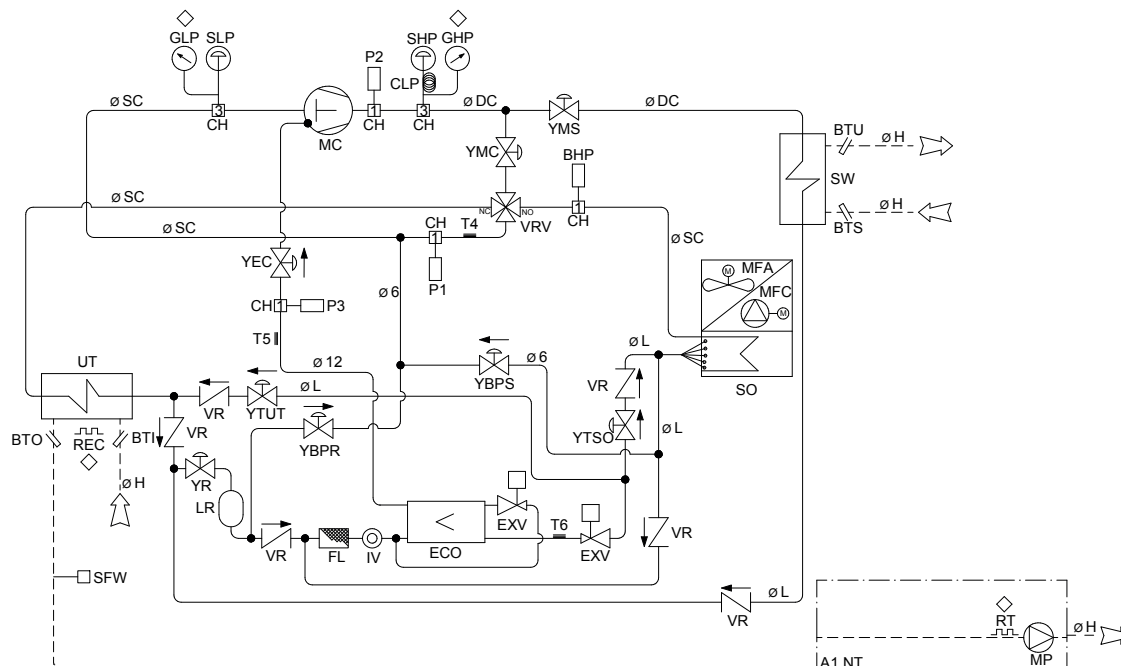 GLP SLP
SHP GHP
P2
CLP
Ø SC
3
CH
MC
1
CH
3
CH
Ø DC
YMS
Ø DC
BTU
Ø H
YMC
BHP
SW
Ø H
BTS
Ø SC
NC
NO
VRV
1
CH
Ø SC
CH
1
T4
P1
Ø SC
YEC
Ø 6
M
MFA
MFC
M
CH
1
P3
T5
UT
Ø 12
Ø 6
YBPS
Ø L
SO
VR
YTUT
Ø L
VR
YTSO
Ø L
BTO
REC
BTI
VR
YBPR
YR
Ø H
LR
EXV
<
ECO
T6
EXV
VR
VR
FL
IV
SFW
VR
Ø L
RT
Ø H
MP
A1 NT